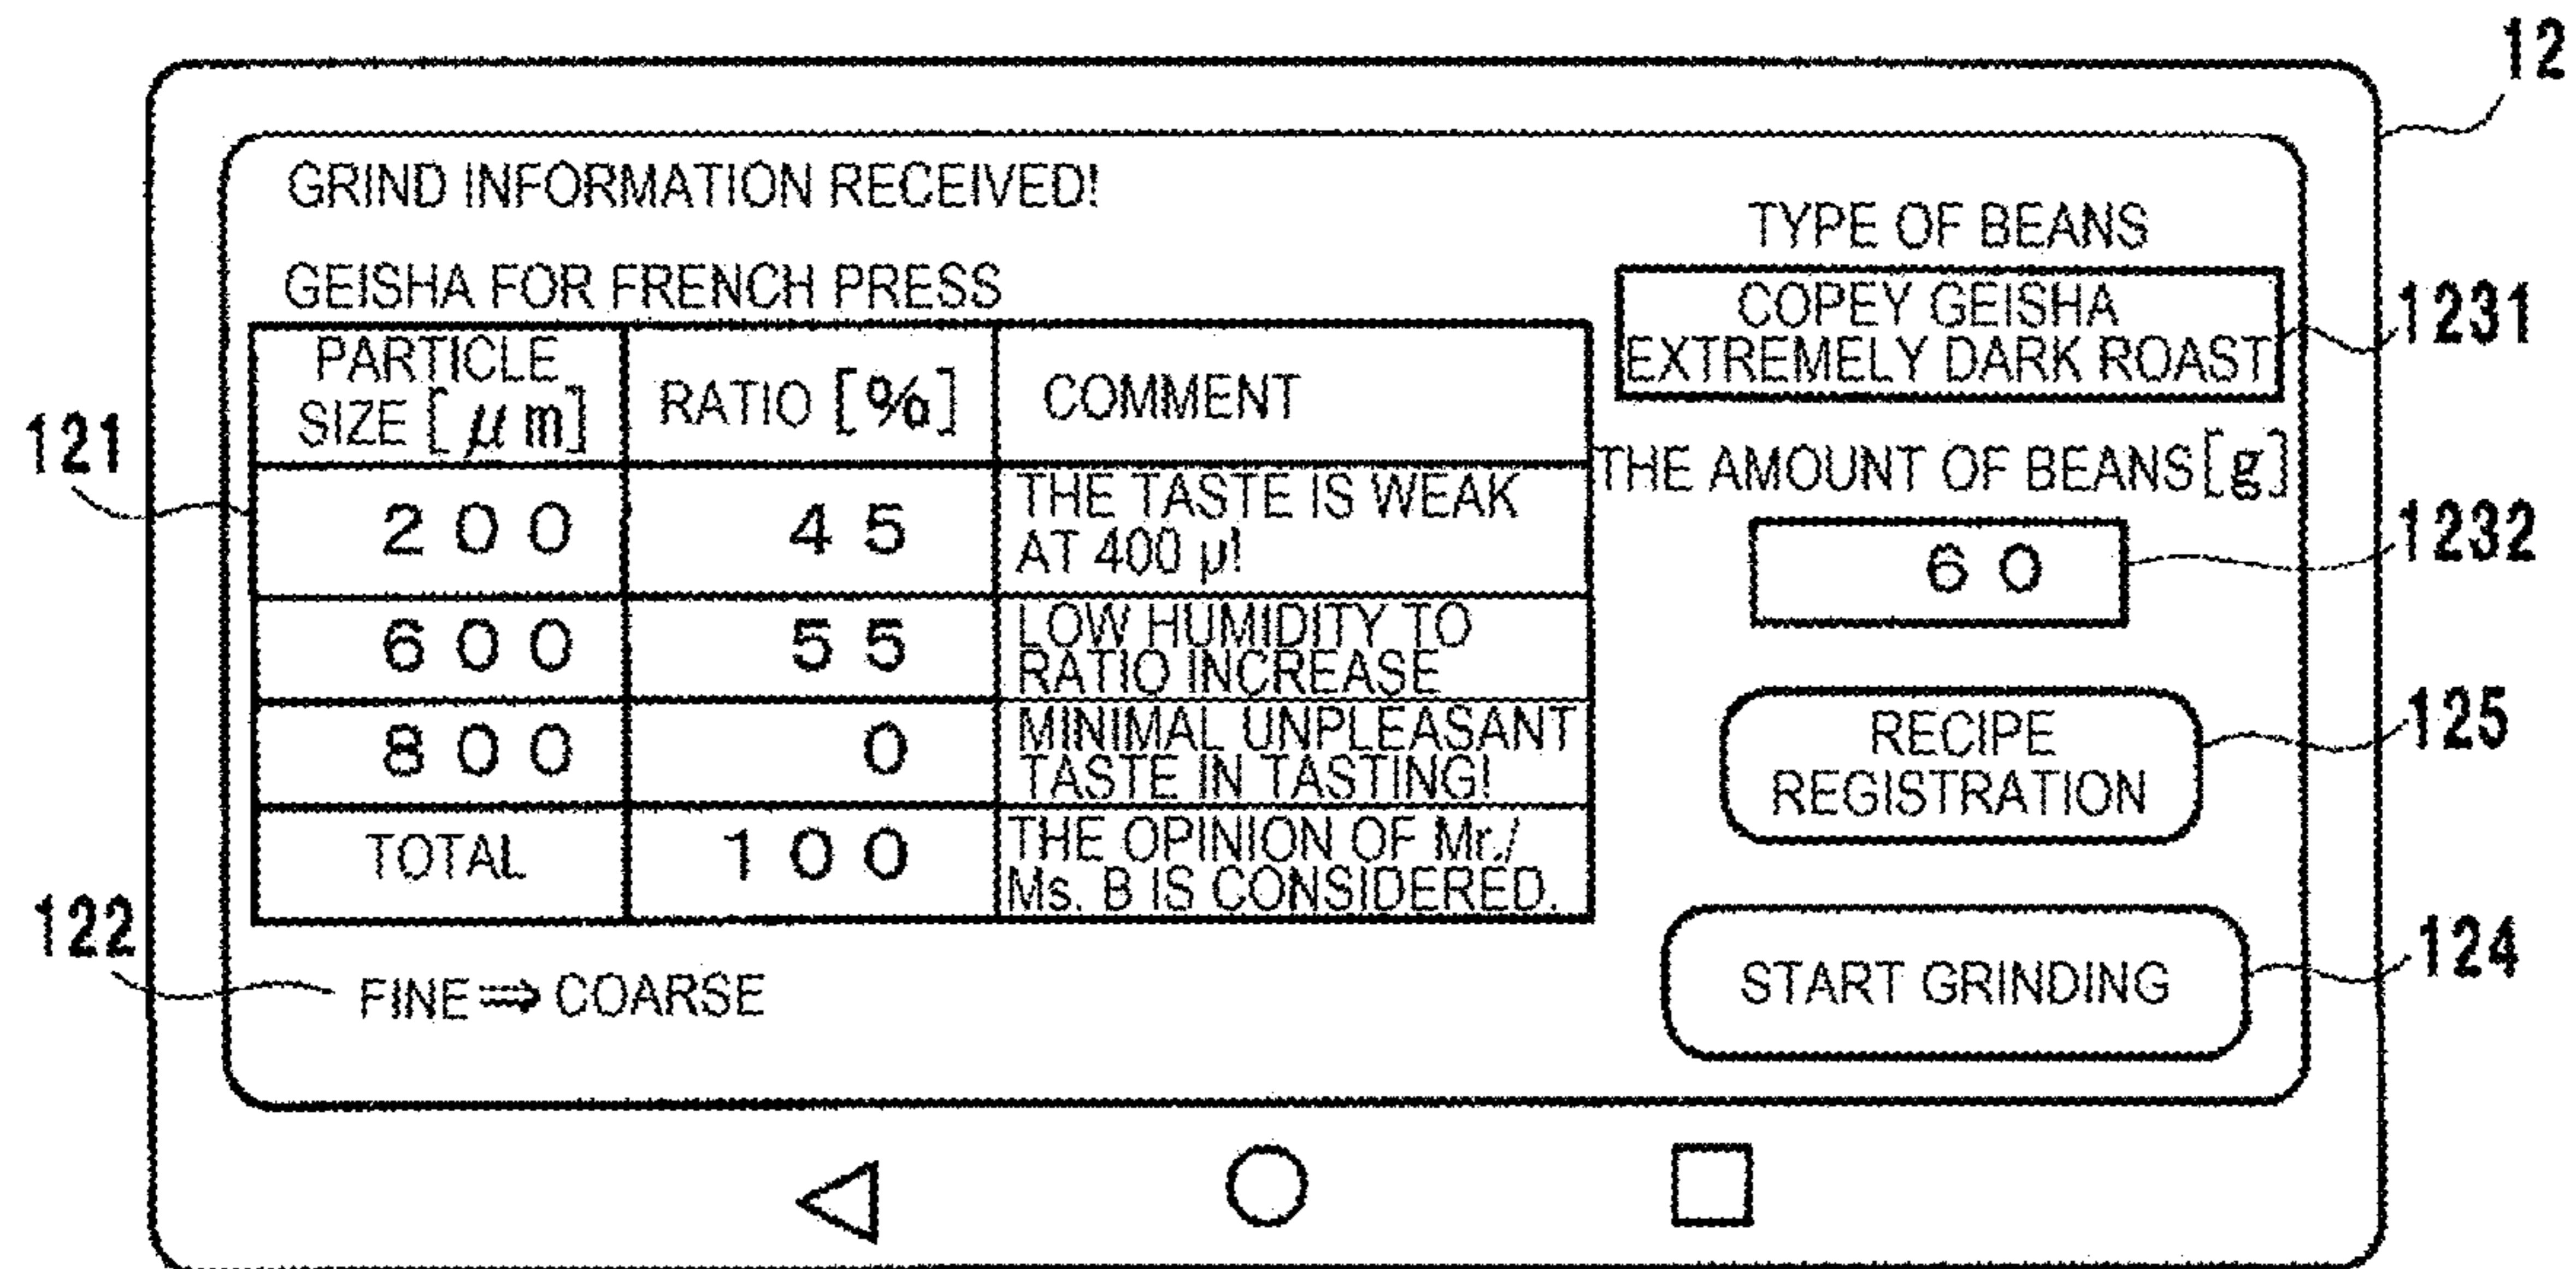 12
GRIND INFORMATION RECEIVED!
GEISHA FOR FRENCH PRESS
PARTICLE
SIZE [μm]
RATIO [%]
COMMENT
121
200
45
THE TASTE IS WEAK
AT 400 μ!
600
55
LOW HUMIDITY TO
RATIO INCREASE
800
0
MINIMAL UNPLEASANT
TASTE IN TASTING!
TOTAL
100
THE OPINION OF Mr./
Ms. B IS CONSIDERED.
122
FINE⇒COARSE
TYPE OF BEANS
COPEY GEISHA
EXTREMELY DARK ROAST
1231
THE AMOUNT OF BEANS[g]
60
1232
RECIPE
REGISTRATION
125
START GRINDING
124